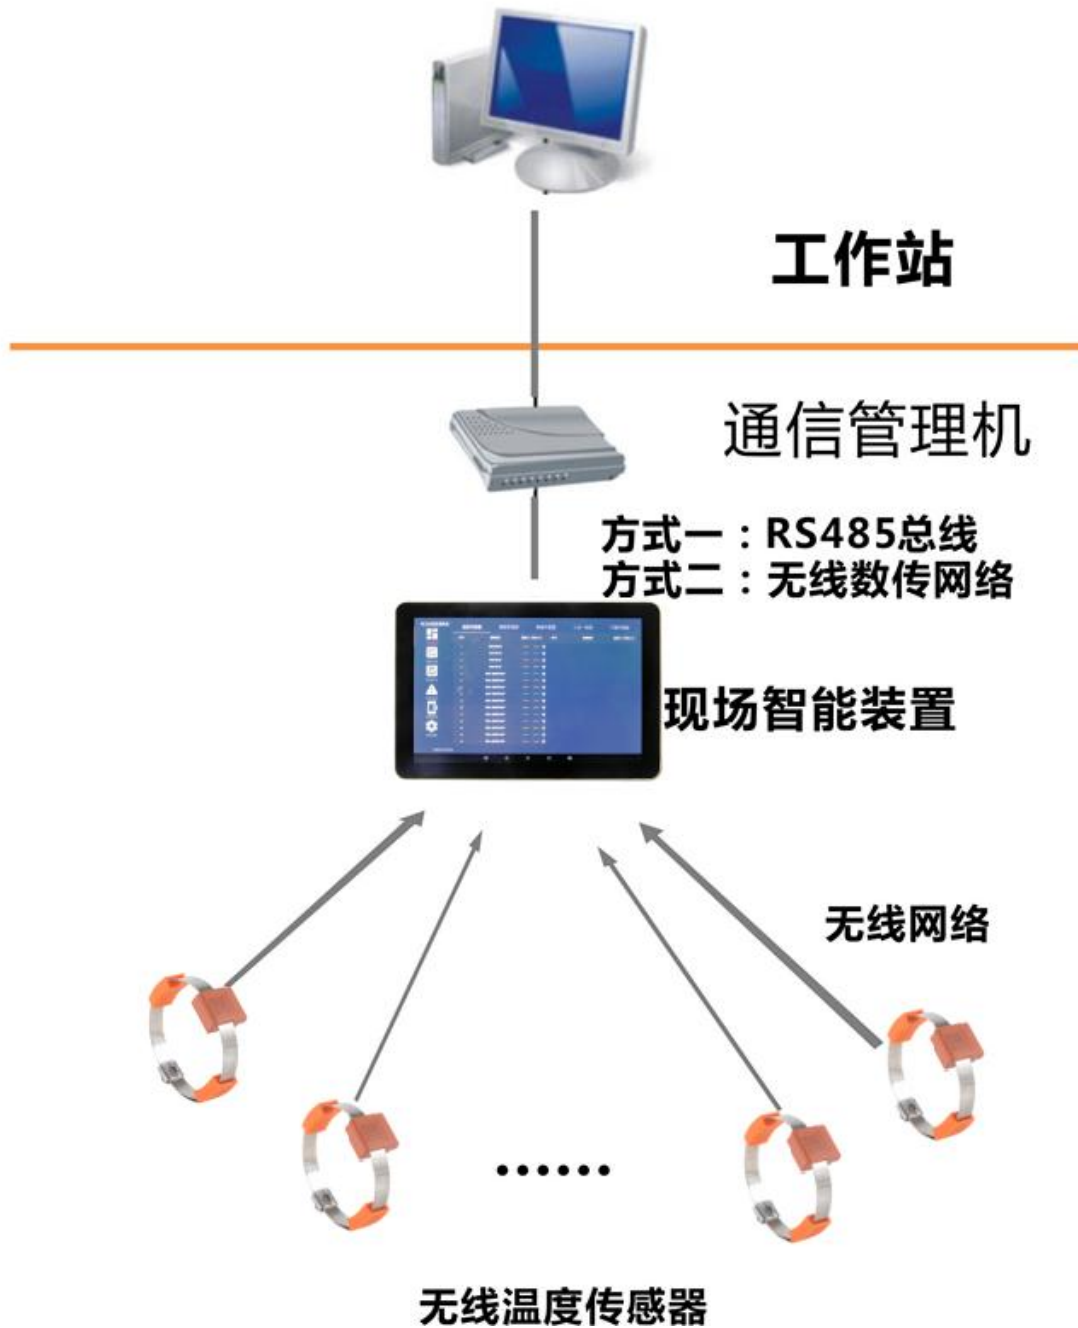 工作站
通信管理机
方式一：RS485总线
方式二：无线数传网络
现场智能装置
无线网络
......
无线温度传感器